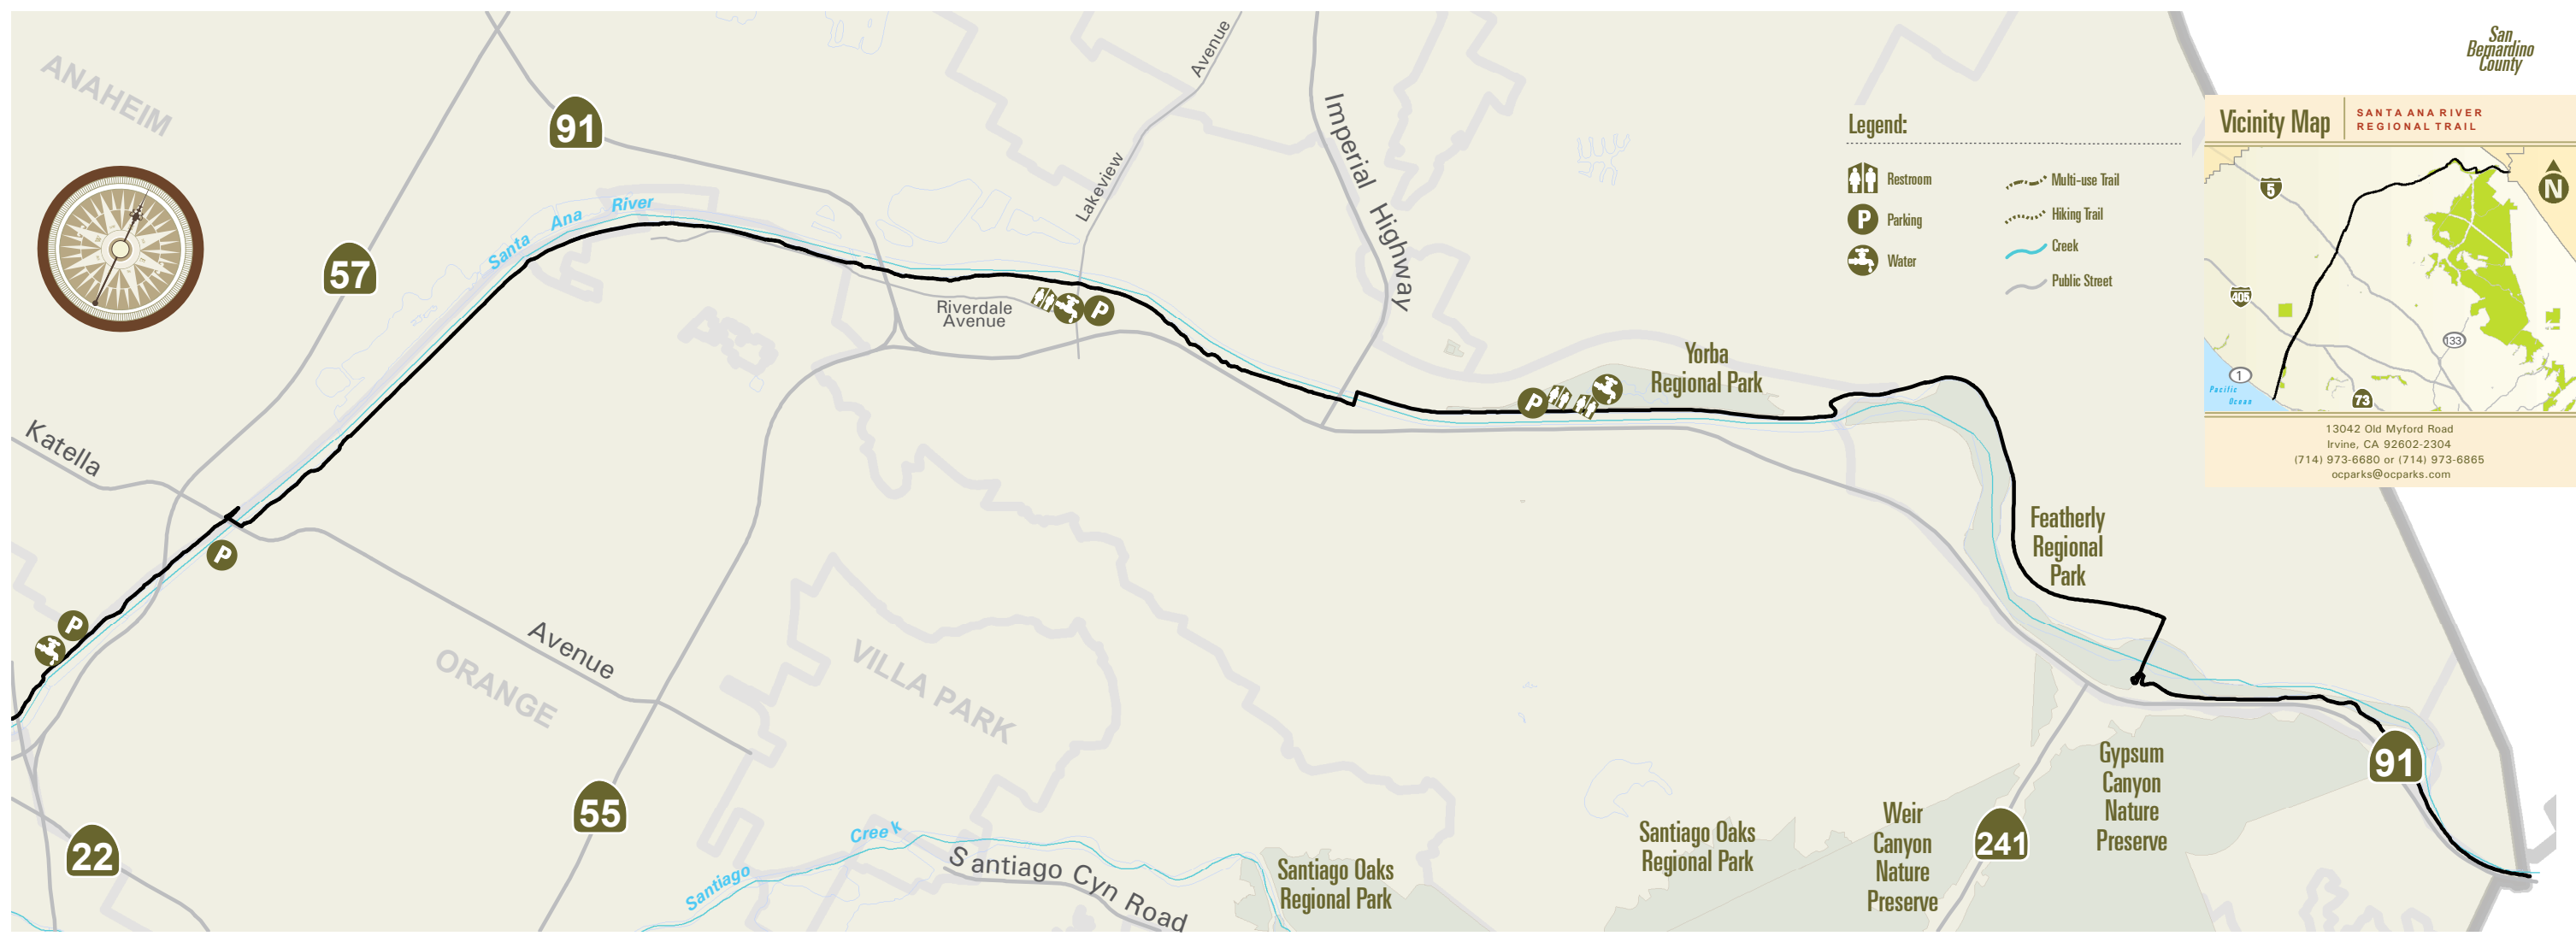 San
Bernardino
County
ANAHEIM
91
57
Santa Ana River
Lakeview Avenue
Imperial Highway
Riverdale
Avenue
P
Katella Avenue
P
P
P
ORANGE
VILLA PARK
55
22
Santiago Creek
Santiago Cyn Road
Yorba
Regional Park
Featherly
Regional
Park
Santiago Oaks
Regional Park
Santiago Oaks
Regional Park
Weir
Canyon
Nature
Preserve
241
Gypsum
Canyon
Nature
Preserve
91
Legend:
Restroom
P Parking
Water
Multi-use Trail
Hiking Trail
Creek
Public Street
Vicinity Map
SANTA ANA RIVER
REGIONAL TRAIL
5
N
405
133
1
73
Pacific
Ocean
13042 Old Myford Road
Irvine, CA 92602-2304
(714) 973-6680 or (714) 973-6865
ocparks@ocparks.com